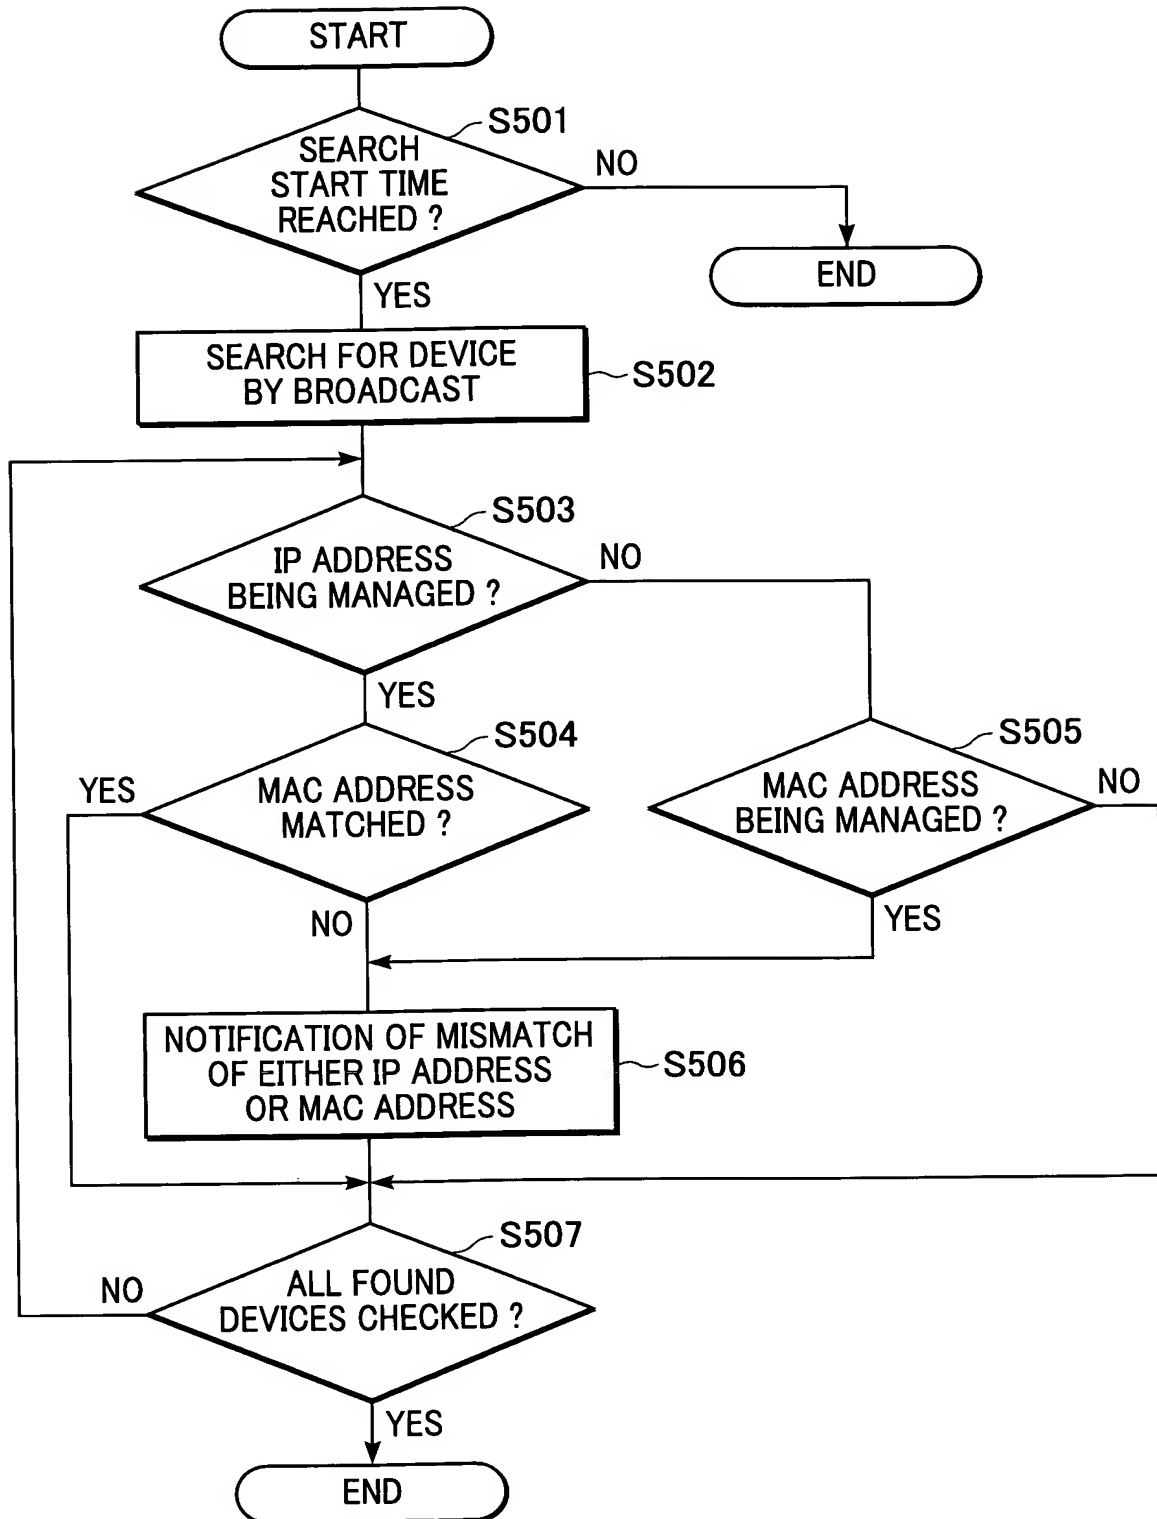 START
S501
SEARCH
START TIME
REACHED ?
NO
END
YES
SEARCH FOR DEVICE
BY BROADCAST
S502
S503
IP ADDRESS
BEING MANAGED ?
NO
YES
S504
MAC ADDRESS
MATCHED ?
YES
NO
S505
MAC ADDRESS
BEING MANAGED ?
NO
YES
NOTIFICATION OF MISMATCH
OF EITHER IP ADDRESS
OR MAC ADDRESS
S506
S507
ALL FOUND
DEVICES CHECKED ?
NO
YES
END